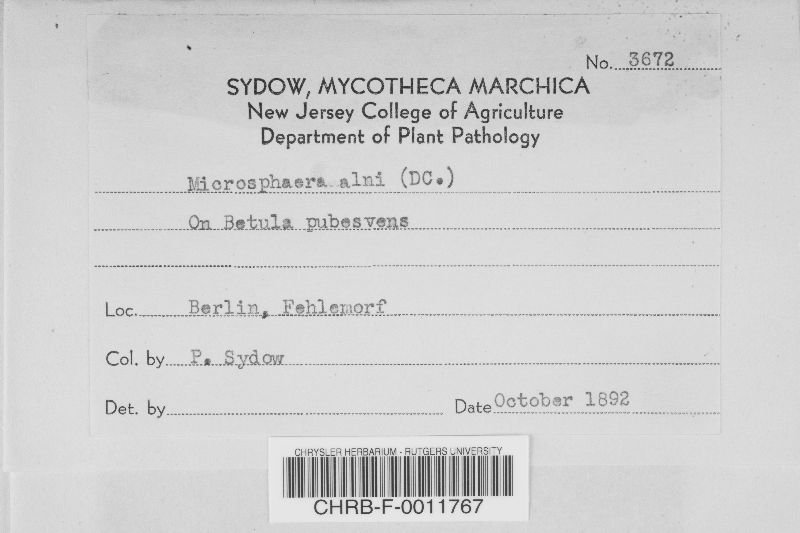 No. 3672
SYDOW, MYCOTHECA MARCHICA
New Jersey College of Agriculture
Department of Plant Pathology
Microsphaera alni (DC.)
On Betula pubesvens
Loc. Berlin, Fehlemorf
Col. by P. Sydow
Det. by
Date October 1892
CHRYSLER HERBARIUM - RUTGERS UNIVERSITY
CHRB-F-0011767